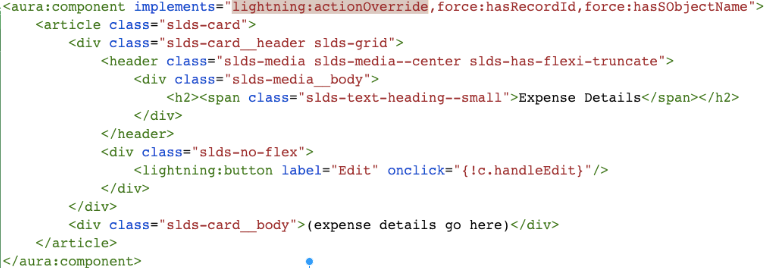 <aura:component implements="lightning:actionOverride,force:hasRecordId,force:hasSObjectName">
    <article class="slds-card">
        <div class="slds-card__header slds-grid">
            <header class="slds-media slds-media--center slds-has-flexi-truncate">
                <div class="slds-media__body">
                    <h2><span class="slds-text-heading--small">Expense Details</span></h2>
                </div>
            </header>
            <div class="slds-no-flex">
                <lightning:button label="Edit" onclick="{!c.handleEdit}"/>
            </div>
        </div>
        <div class="slds-card__body">(expense details go here)</div>
    </article>
</aura:component>